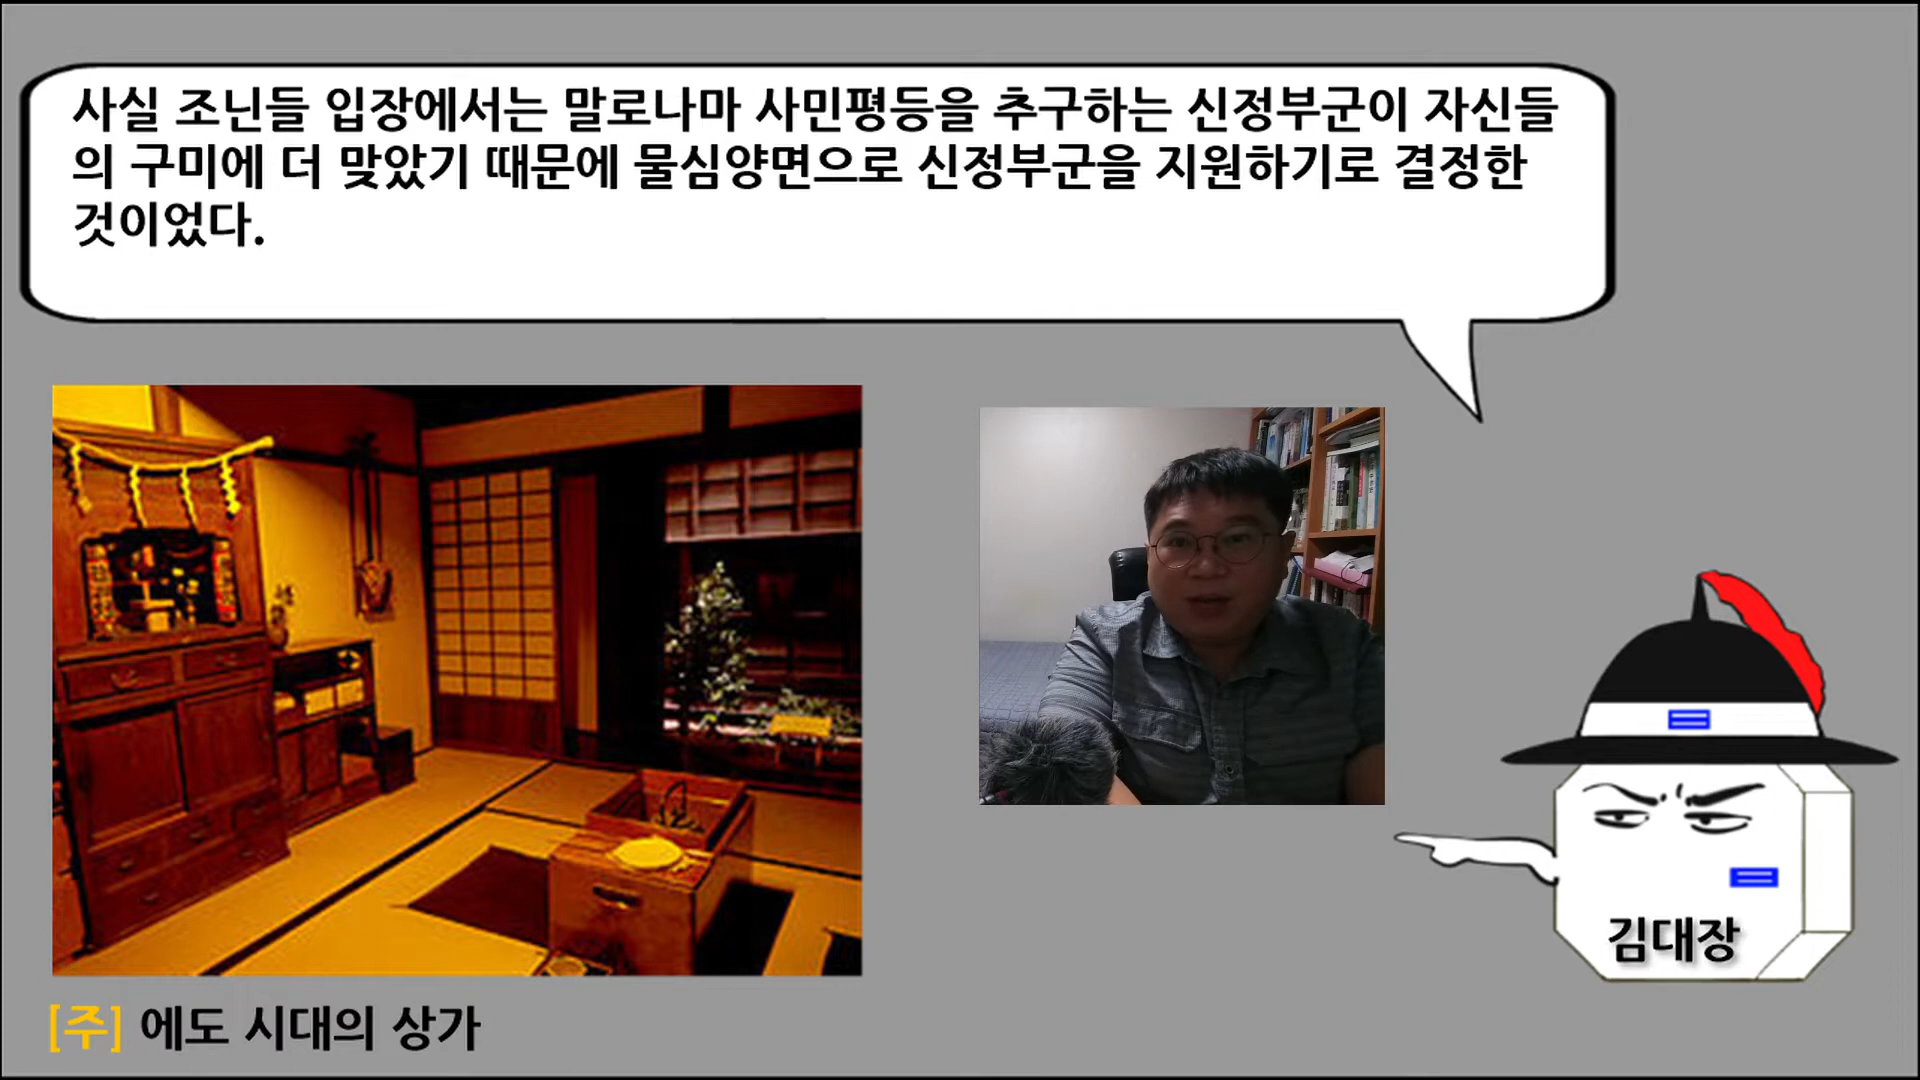 사실 조닌들 입장에서는 말로나마 사민평등을 추구하는 신정부군이 자신들
의 구미에 더 맞았기 때문에 물심양면으로 신정부군을 지원하기로 결정한
것이었다.
김대장
[주] 에도 시대의 상가